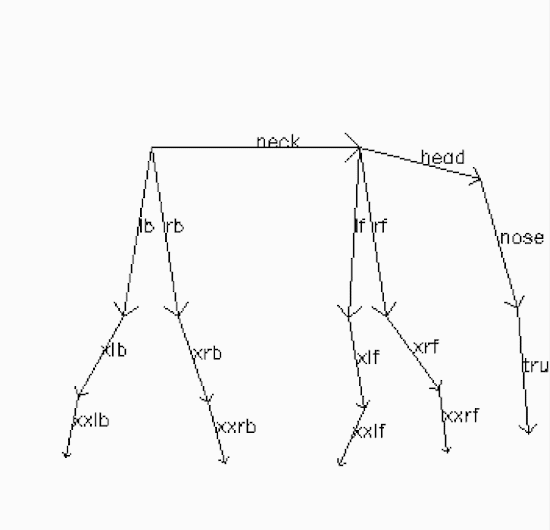 neck
head
lb rb
lf rf
nose
xlb
xrb
xlf
xrf
tru
xxlb
xxrb
xxlf
xxrf